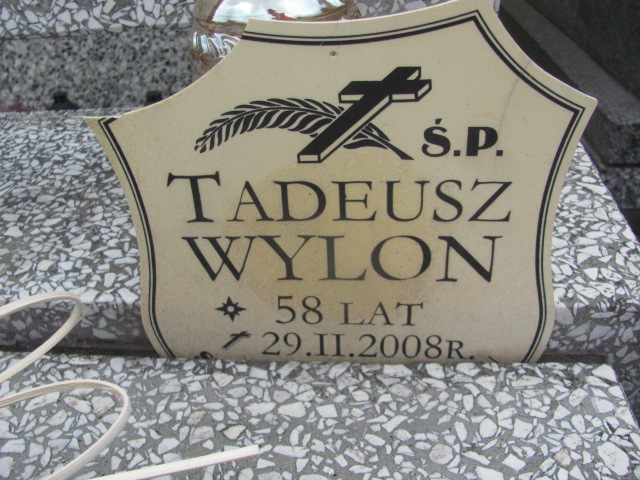 Ś.P.
TADEUSZ
WYLON
58 LAT
29.II.2008R.